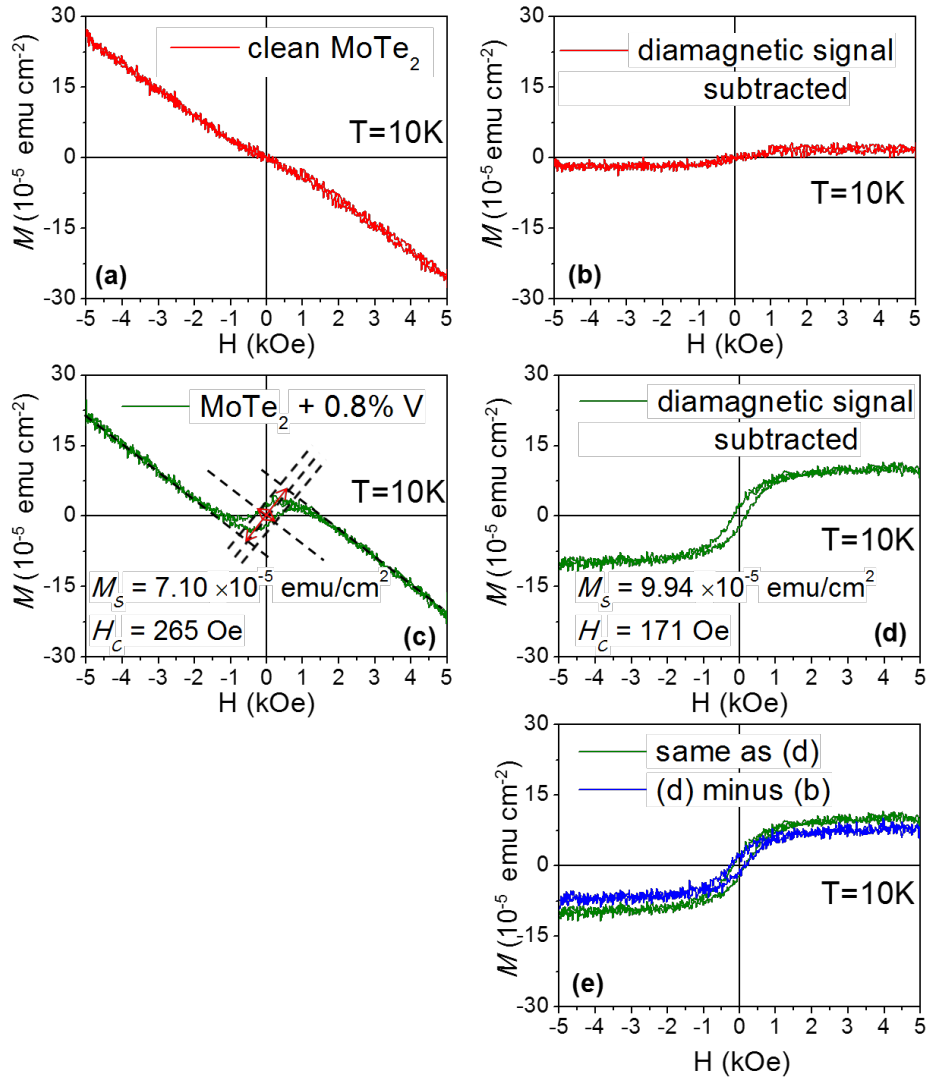 30
15
0
-15
-30
M (10⁻⁵ emu cm⁻²)
clean MoTe₂
T=10K
(a)
-5 -4 -3 -2 -1 0 1 2 3 4 5
H (kOe)
30
15
0
-15
-30
M (10⁻⁵ emu cm⁻²)
diamagnetic signal
subtracted
T=10K
(b)
-5 -4 -3 -2 -1 0 1 2 3 4 5
H (kOe)
30
15
0
-15
-30
M (10⁻⁵ emu cm⁻²)
MoTe₂ + 0.8% V
T=10K
M_S = 7.10 ×10⁻⁵ emu/cm²
H_C = 265 Oe
(c)
-5 -4 -3 -2 -1 0 1 2 3 4 5
H (kOe)
30
15
0
-15
-30
M (10⁻⁵ emu cm⁻²)
diamagnetic signal
subtracted
T=10K
M_S = 9.94 ×10⁻⁵ emu/cm²
H_C = 171 Oe
(d)
-5 -4 -3 -2 -1 0 1 2 3 4 5
H (kOe)
30
15
0
-15
-30
M (10⁻⁵ emu cm⁻²)
same as (d)
(d) minus (b)
T=10K
(e)
-5 -4 -3 -2 -1 0 1 2 3 4 5
H (kOe)